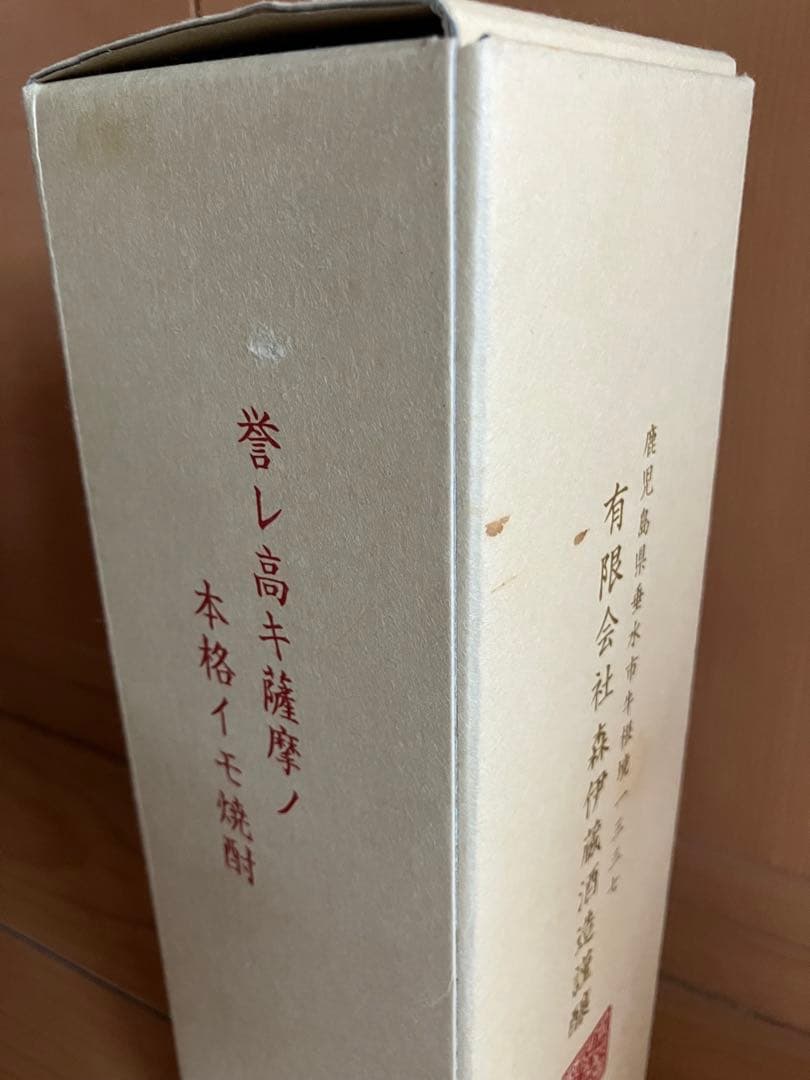 誉レ高キ薩摩ノ
本格イモ焼酎
鹿児島県垂水市牛根境一三三七
有限会社 森伊蔵酒造謹醸